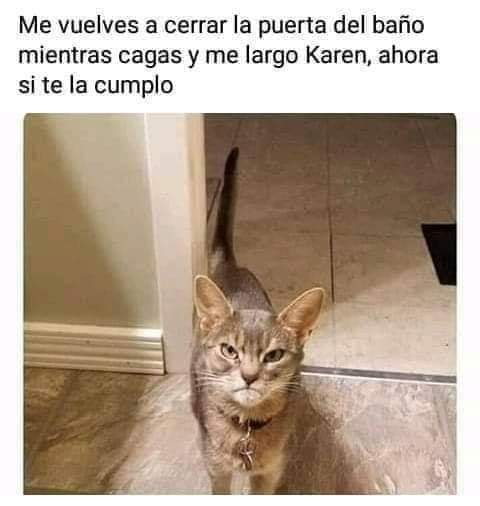 Me vuelves a cerrar la puerta del baño
mientras cagas y me largo Karen, ahora
si te la cumplo